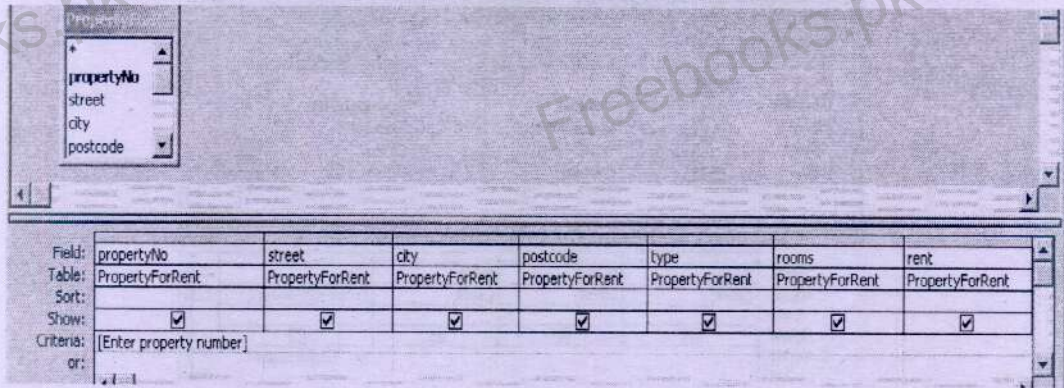 PropertyForRent
*
propertyNo
street
city
postcode
Freebooks.pk
Field: propertyNo street city postcode type rooms rent
Table: PropertyForRent PropertyForRent PropertyForRent PropertyForRent PropertyForRent PropertyForRent PropertyForRent
Sort:
Show:
Criteria: [Enter property number]
or: